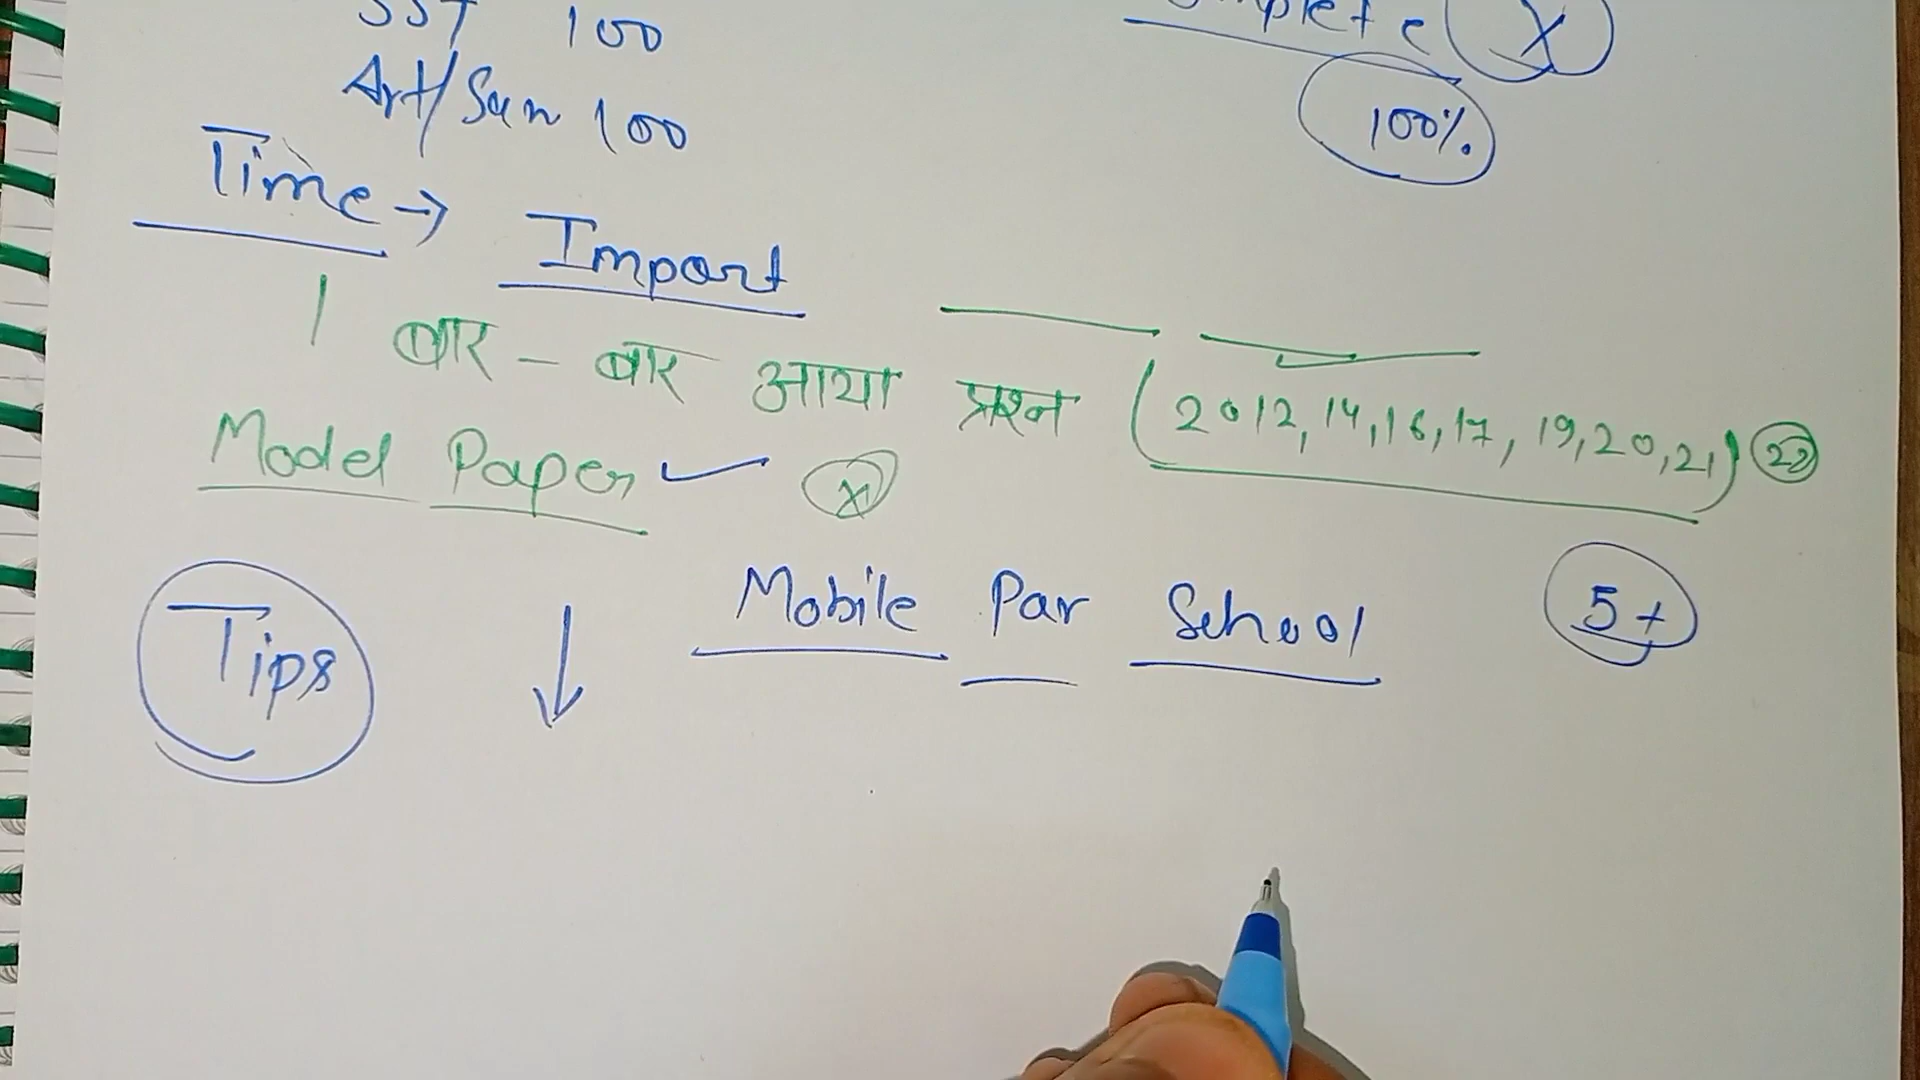 SST 100
Art/San 100
100%
Time → Import
1 बार - बार आया प्रश्न (2012, 14, 16, 17, 19, 20, 21) 22
Model Paper ✓ X
Tips ↓ Mobile Par School 5+